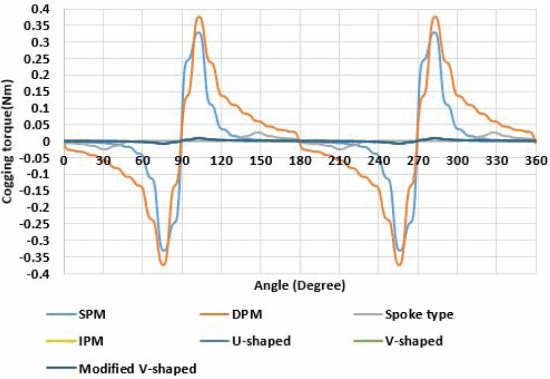 0.4
0.35
0.3
0.25
0.2
0.15
0.1
0.05
0
-0.05
-0.1
-0.15
-0.2
-0.25
-0.3
-0.35
-0.4
Cogging torque(Nm)
0 30 60 90 120 150 180 210 240 270 300 330 360
Angle (Degree)
SPM DPM Spoke type
IPM U-shaped V-shaped
Modified V-shaped